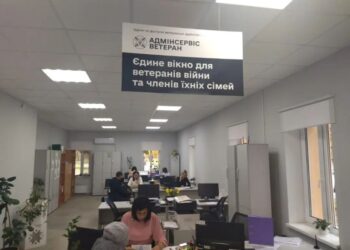 АДМІНСЕРВІС
ВЕТЕРАН
Єдине вікно для
ветеранів війни
та членів їхніх сімей